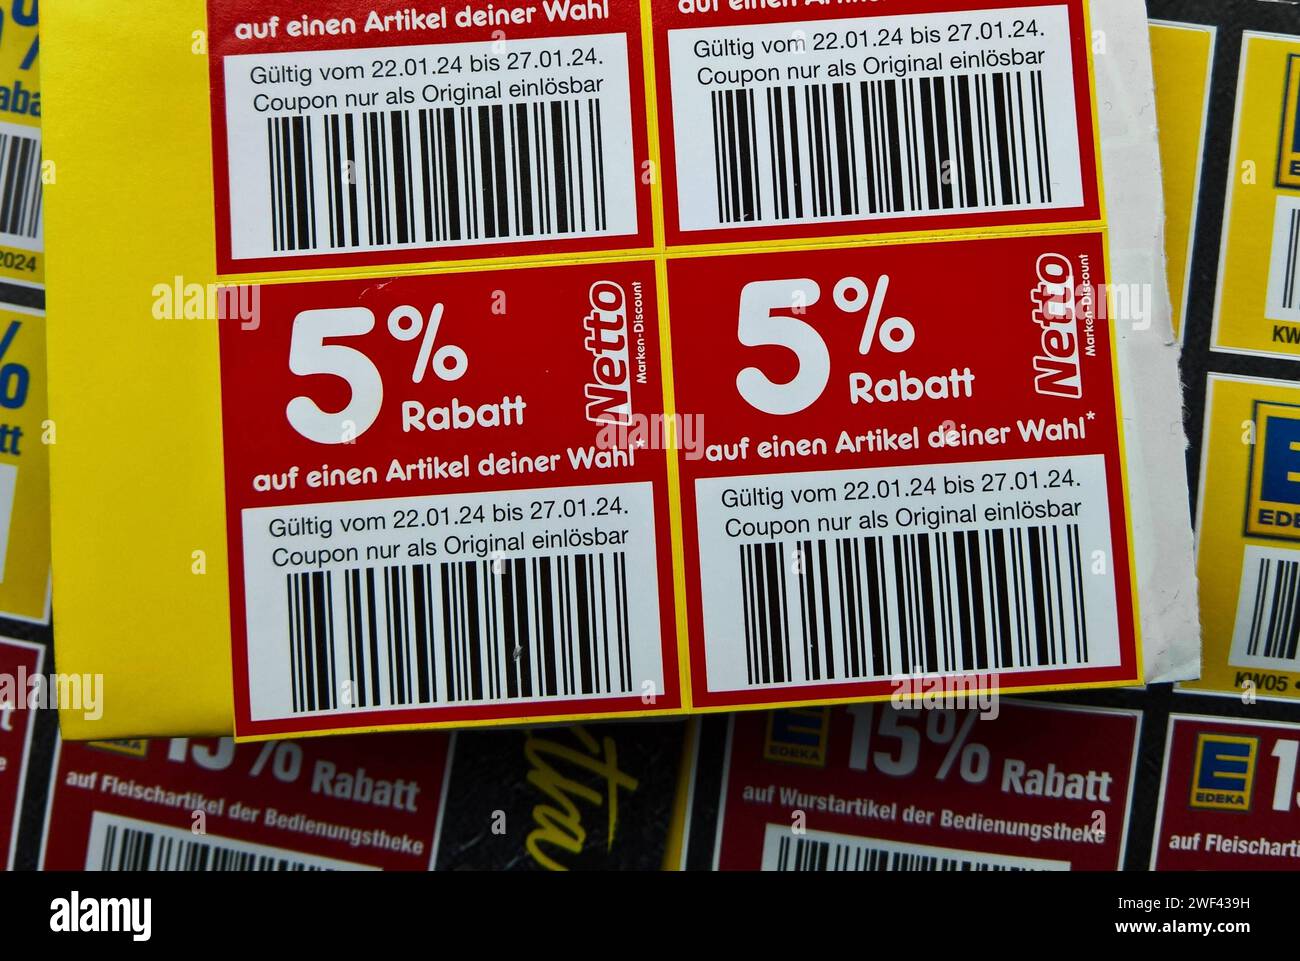 auf einen Artikel deiner Wahl
Gültig vom 22.01.24 bis 27.01.24.
Coupon nur als Original einlösbar
Gültig vom 22.01.24 bis 27.01.24.
Coupon nur als Original einlösbar
5% Rabatt
Netto
Marken-Discount
auf einen Artikel deiner Wahl*
Gültig vom 22.01.24 bis 27.01.24.
Coupon nur als Original einlösbar
5% Rabatt
Netto
Marken-Discount
auf einen Artikel deiner Wahl*
Gültig vom 22.01.24 bis 27.01.24.
Coupon nur als Original einlösbar
2024
KW
EDE
KW05
EDEKA
15% Rabatt
auf Fleischartikel der Bedienungstheke
EDEKA
15% Rabatt
auf Wurstartikel der Bedienungstheke
EDEKA
auf Fleischarti
alamy
Image ID: 2WF439H
www.alamy.com